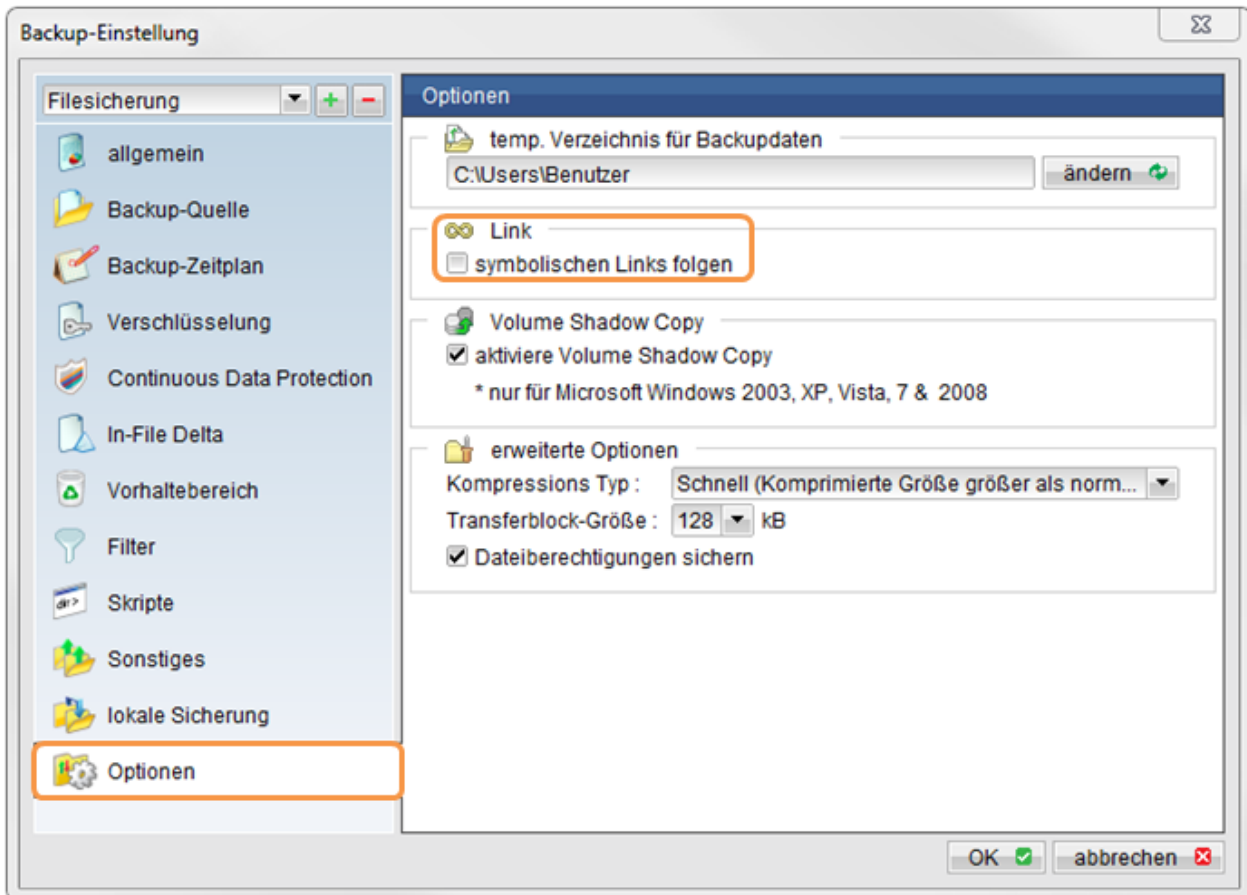 Backup-Einstellung
Filesicherung
allgemein
Backup-Quelle
Backup-Zeitplan
Verschlüsselung
Continuous Data Protection
In-File Delta
Vorhaltebereich
Filter
dir>
Skripte
Sonstiges
lokale Sicherung
Optionen
Optionen
temp. Verzeichnis für Backupdaten
C:\Users\Benutzer
ändern
Link
symbolischen Links folgen
Volume Shadow Copy
aktiviere Volume Shadow Copy
* nur für Microsoft Windows 2003, XP, Vista, 7 & 2008
erweiterte Optionen
Kompressions Typ : Schnell (Komprimierte Größe größer als norm...
Transferblock-Größe : 128 kB
Dateiberechtigungen sichern
OK
abbrechen